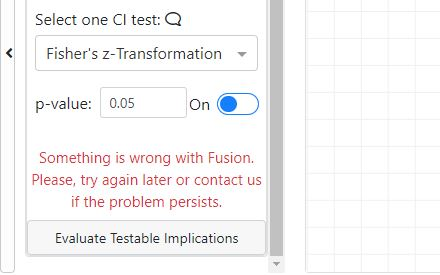 Select one CI test:
Fisher's z-Transformation
p-value: 0.05 On
Something is wrong with Fusion.
Please, try again later or contact us
if the problem persists.
Evaluate Testable Implications